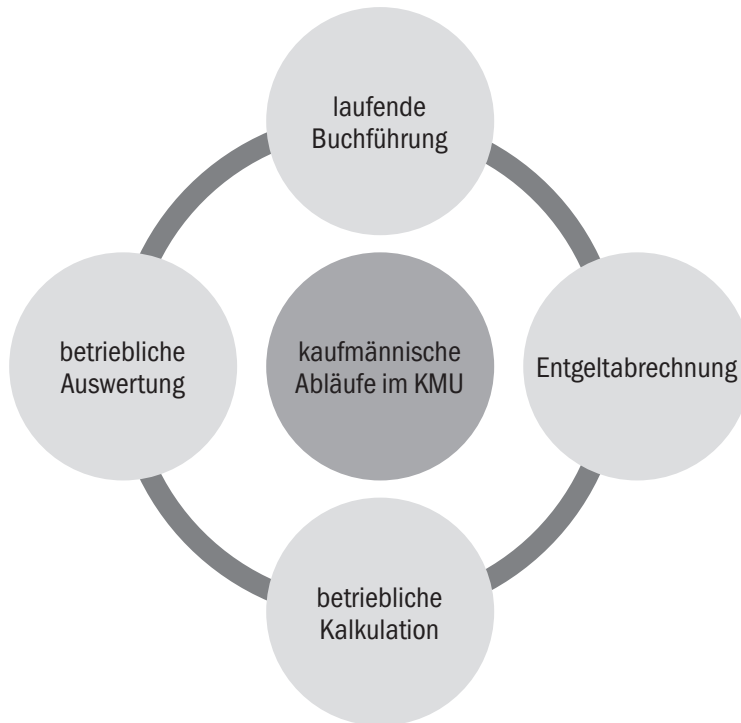 laufende
Buchführung
betriebliche
Auswertung
kaufmännische
Abläufe im KMU
Entgeltabrechnung
betriebliche
Kalkulation